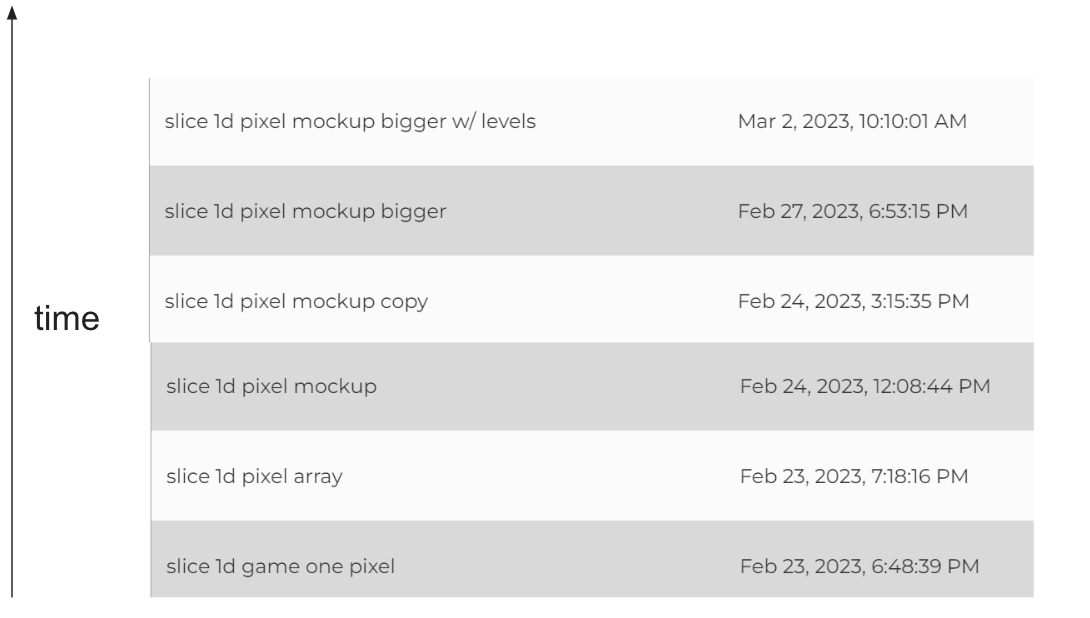 slice 1d pixel mockup bigger w/ levels Mar 2, 2023, 10:10:01 AM
slice 1d pixel mockup bigger Feb 27, 2023, 6:53:15 PM
slice 1d pixel mockup copy Feb 24, 2023, 3:15:35 PM
time
slice 1d pixel mockup Feb 24, 2023, 12:08:44 PM
slice 1d pixel array Feb 23, 2023, 7:18:16 PM
slice 1d game one pixel Feb 23, 2023, 6:48:39 PM